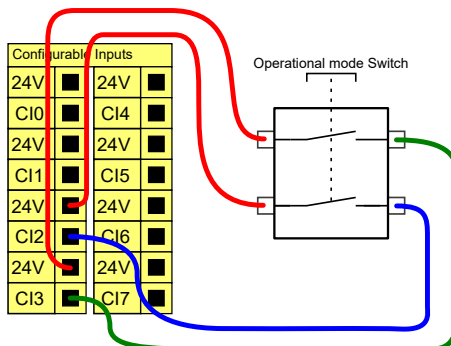 Configurable Inputs
Operational mode Switch
24V 24V
CI0 CI4
24V 24V
CI1 CI5
24V 24V
CI2 CI6
24V 24V
CI3 CI7